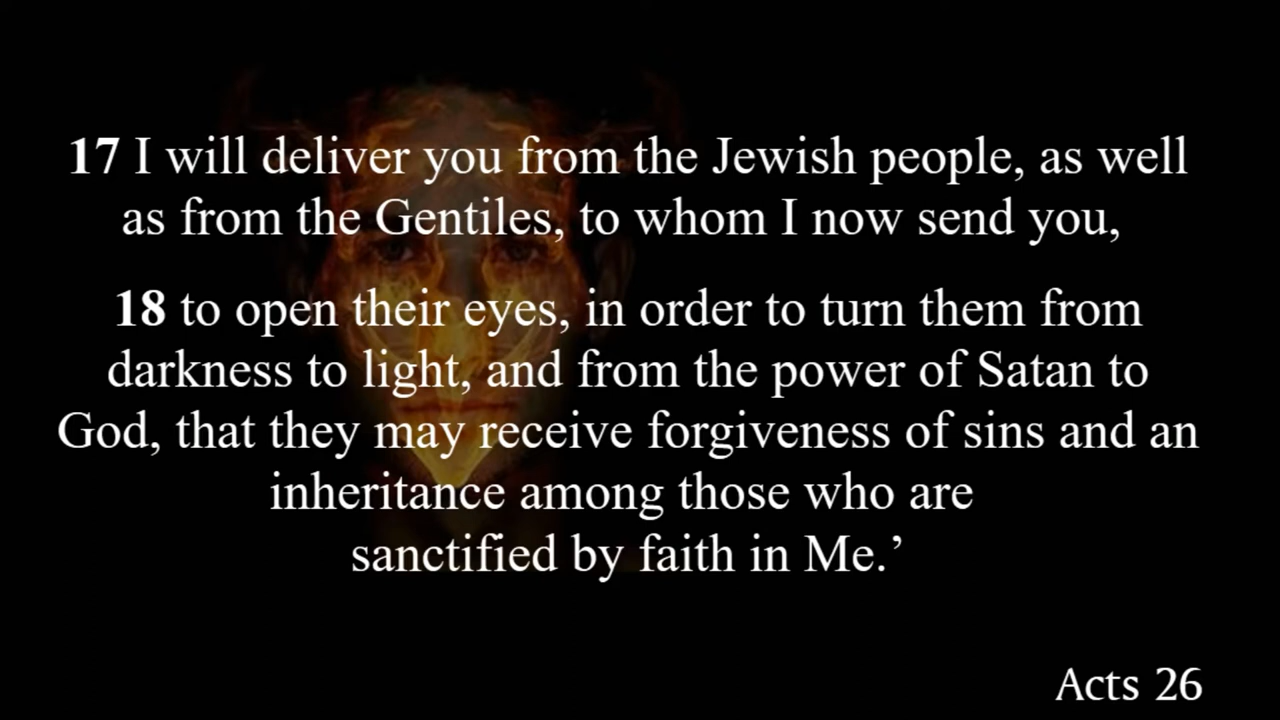 17 I will deliver you from the Jewish people, as well
as from the Gentiles, to whom I now send you,
18 to open their eyes, in order to turn them from
darkness to light, and from the power of Satan to
God, that they may receive forgiveness of sins and an
inheritance among those who are
sanctified by faith in Me.’
Acts 26